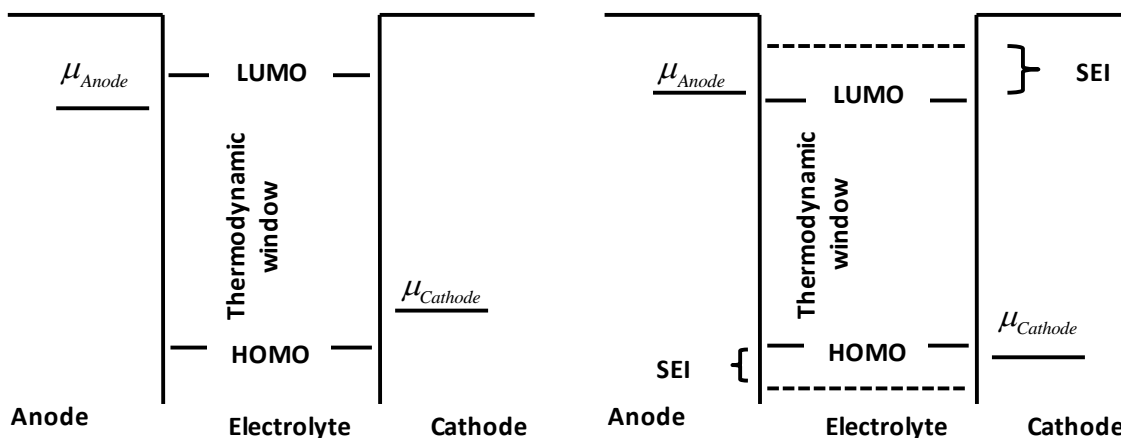 μAnode
LUMO
Thermodynamic
window
μCathode
HOMO
Anode
Electrolyte
Cathode
μAnode
LUMO
SEI
Thermodynamic
window
μCathode
HOMO
SEI
Anode
Electrolyte
Cathode